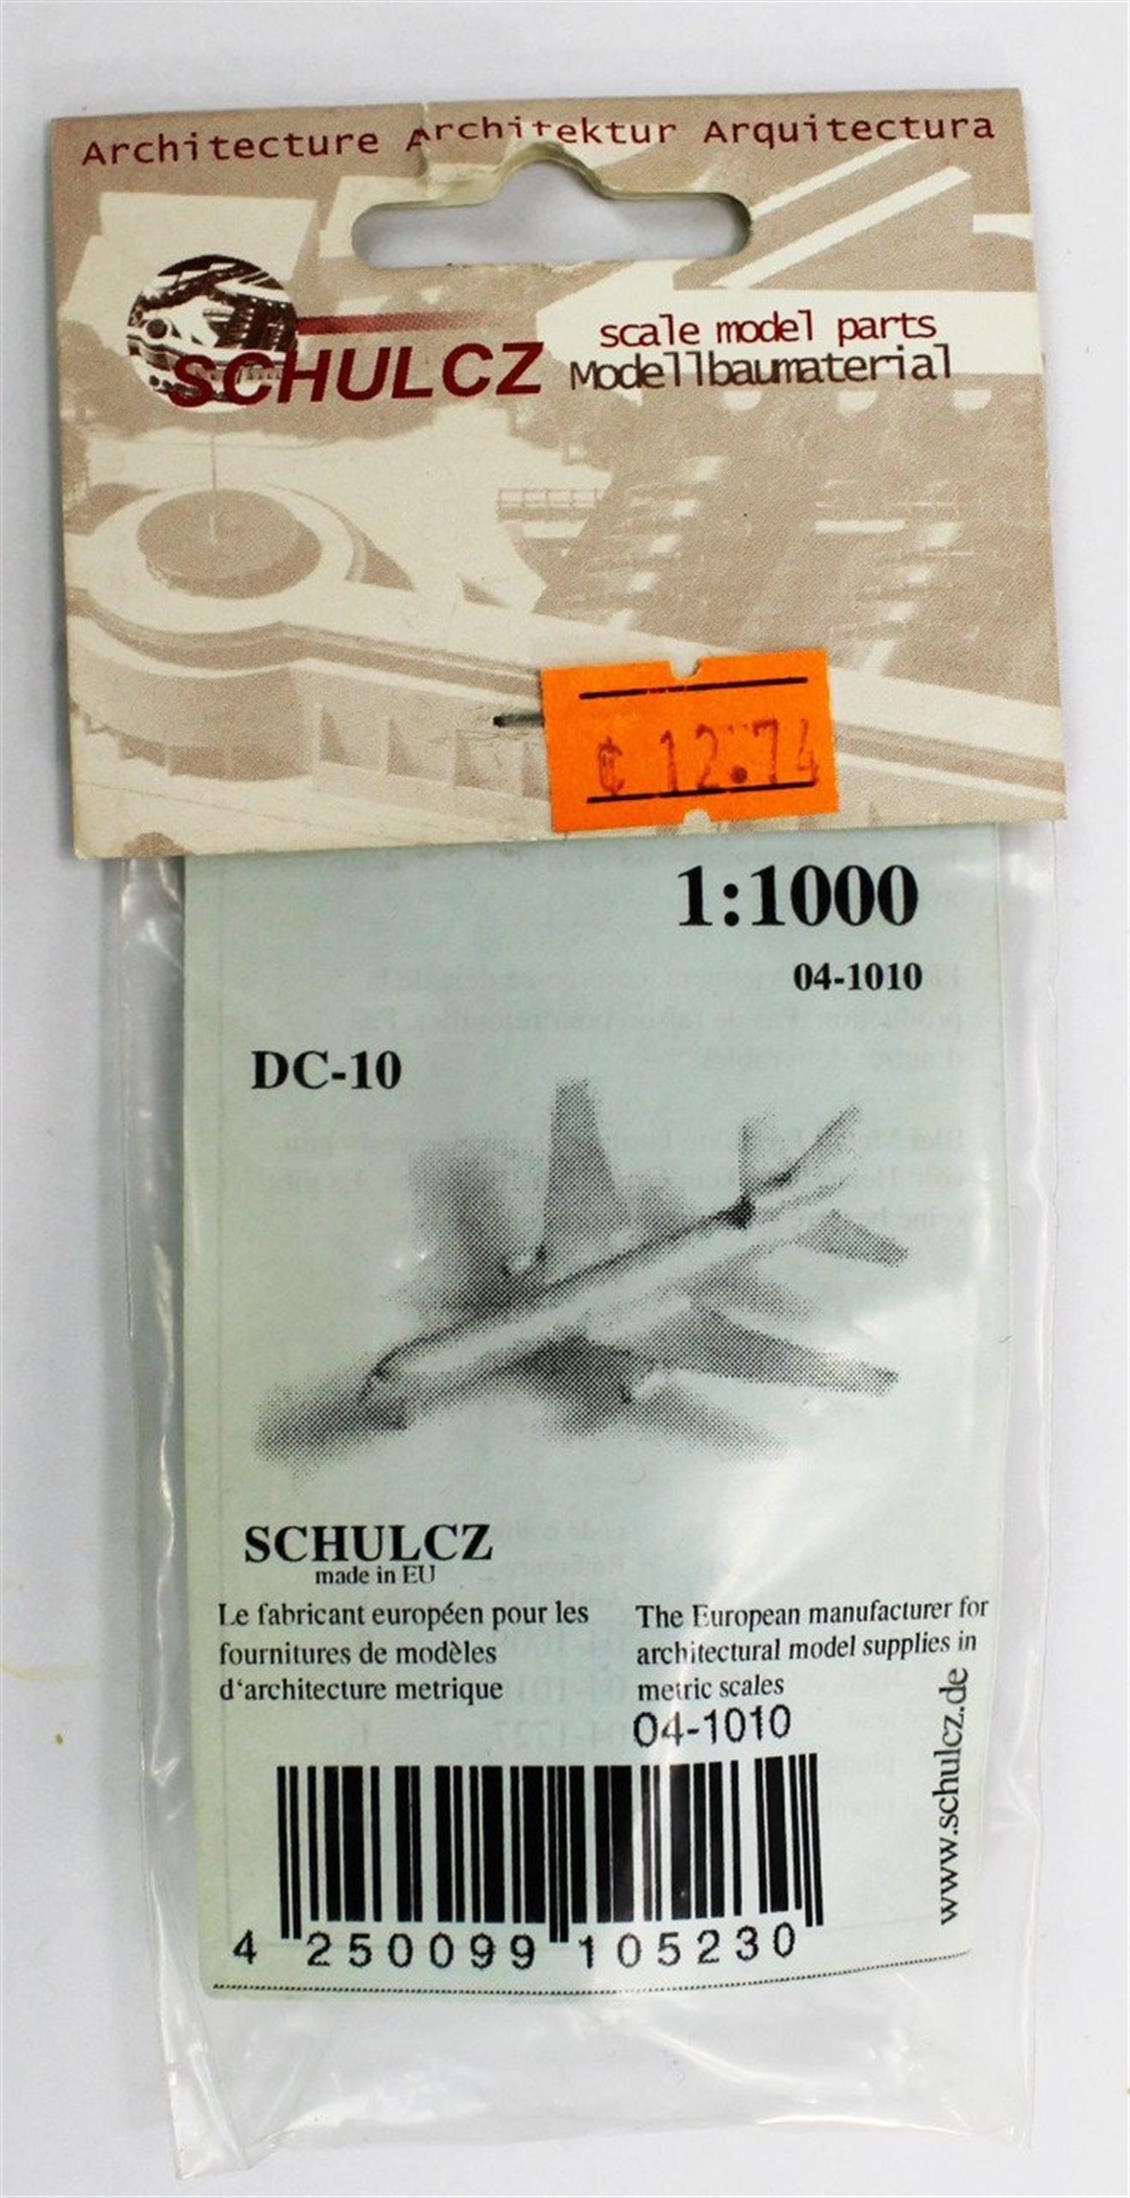 Architecture Architektur Arquitectura
SCHULCZ
scale model parts
Modellbaumaterial
¢ 12.74
1:1000
04-1010
DC-10
SCHULCZ
made in EU
Le fabricant européen pour les
fournitures de modèles
d'architecture metrique
The European manufacturer for
architectural model supplies in
metric scales
04-1010
www.schulcz.de
4 250099 105230